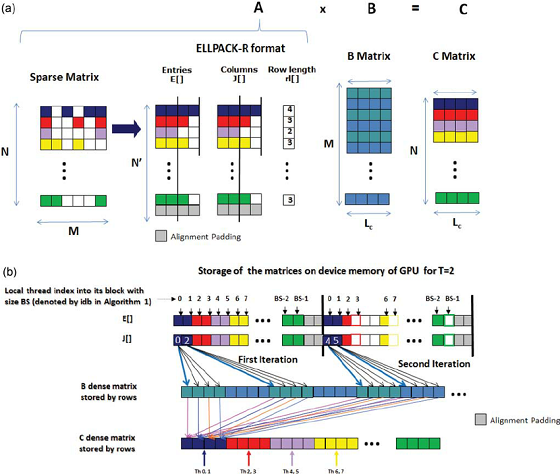 (a)
A x B = C
ELLPACK-R format
B Matrix C Matrix
Sparse Matrix
Entries Columns Row length
E[] J[] rl[]
4
3
2
3
N N' M N
3
M
Lc Lc
Alignment Padding
(b)
Storage of the matrices on device memory of GPU for T=2
Local thread index into its block with
size BS (denoted by idb in Algorithm 1)
0 1 2 3 4 5 6 7 BS-2 BS-1 0 1 2 3 6 7 BS-2 BS-1
E[]
J[] 0 2 4 5
First Iteration Second Iteration
B dense matrix
stored by rows
Alignment Padding
C dense matrix
stored by rows
Th 0, 1 Th 2, 3 Th 4, 5 Th 6, 7